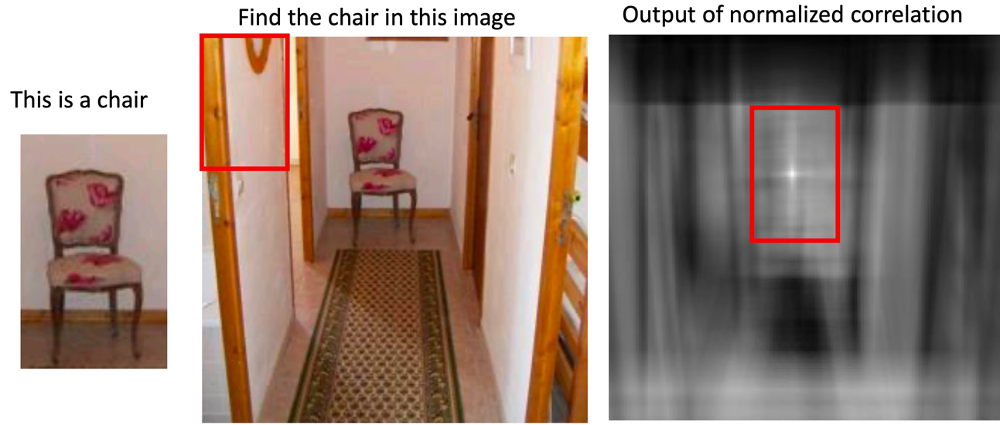 Find the chair in this image
Output of normalized correlation
This is a chair